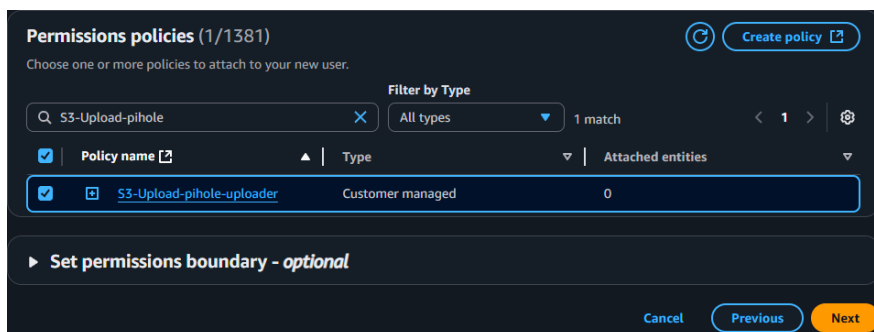 Permissions policies (1/1381)
Create policy
Choose one or more policies to attach to your new user.
Filter by Type
S3-Upload-pihole
All types
1 match
1
Policy name
Type
Attached entities
S3-Upload-pihole-uploader
Customer managed
0
Set permissions boundary - optional
Cancel
Previous
Next